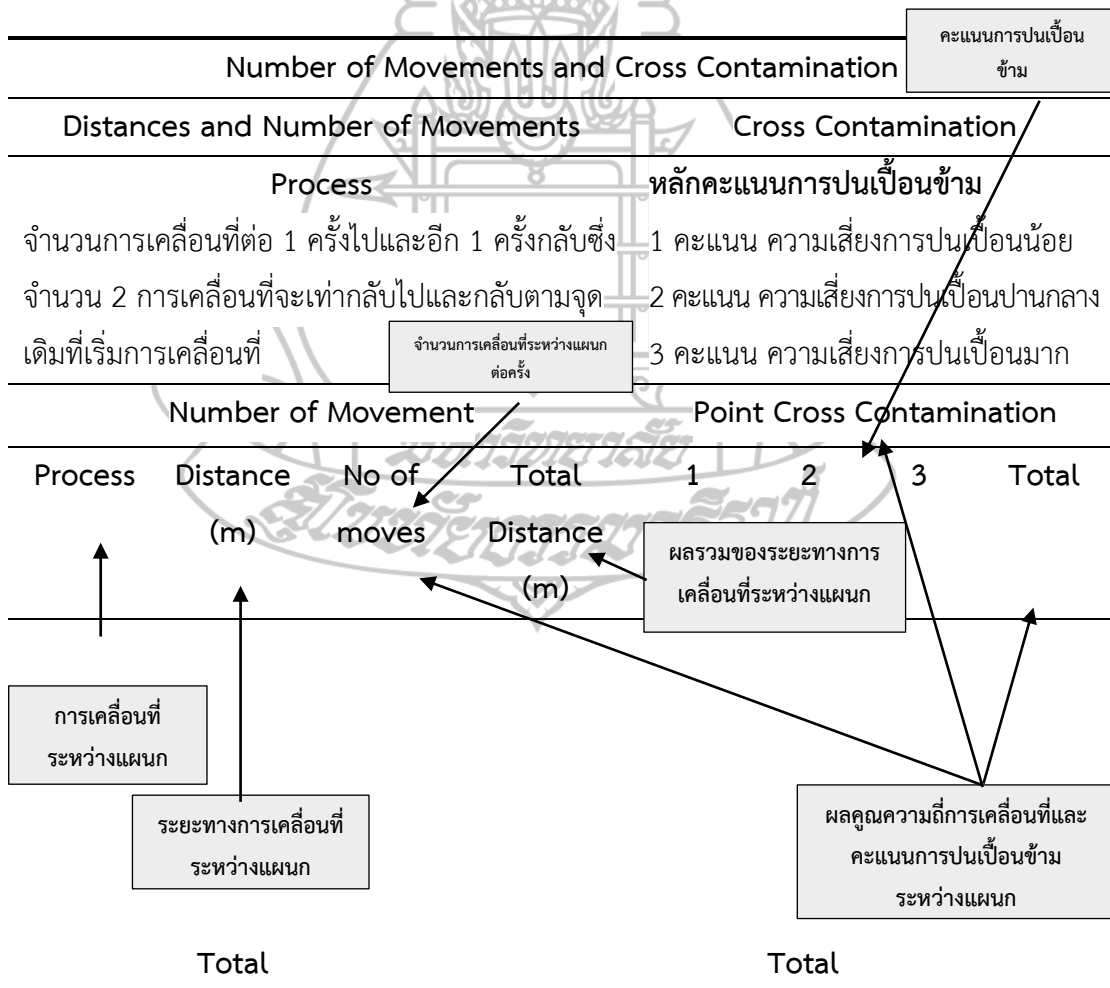 คะแนนการปนเปื้อน
ข้าม
Number of Movements and Cross Contamination
Distances and Number of Movements Cross Contamination
Process หลักคะแนนการปนเปื้อนข้าม
จำนวนการเคลื่อนที่ต่อ 1 ครั้งไปและอีก 1 ครั้งกลับซึ่ง 1 คะแนน ความเสี่ยงการปนเปื้อนน้อย
จำนวน 2 การเคลื่อนที่จะเท่ากลับไปและกลับตามจุด 2 คะแนน ความเสี่ยงการปนเปื้อนปานกลาง
เดิมที่เริ่มการเคลื่อนที่ 3 คะแนน ความเสี่ยงการปนเปื้อนมาก
จำนวนการเคลื่อนที่ระหว่างแผนก
ต่อครั้ง
Number of Movement Point Cross Contamination
Process Distance No of Total 1 2 3 Total
(m) moves Distance
(m)
ผลรวมของระยะทางการ
เคลื่อนที่ระหว่างแผนก
การเคลื่อนที่
ระหว่างแผนก
ระยะทางการเคลื่อนที่
ระหว่างแผนก
ผลคูณความถี่การเคลื่อนที่และ
คะแนนการปนเปื้อนข้าม
ระหว่างแผนก
Total Total